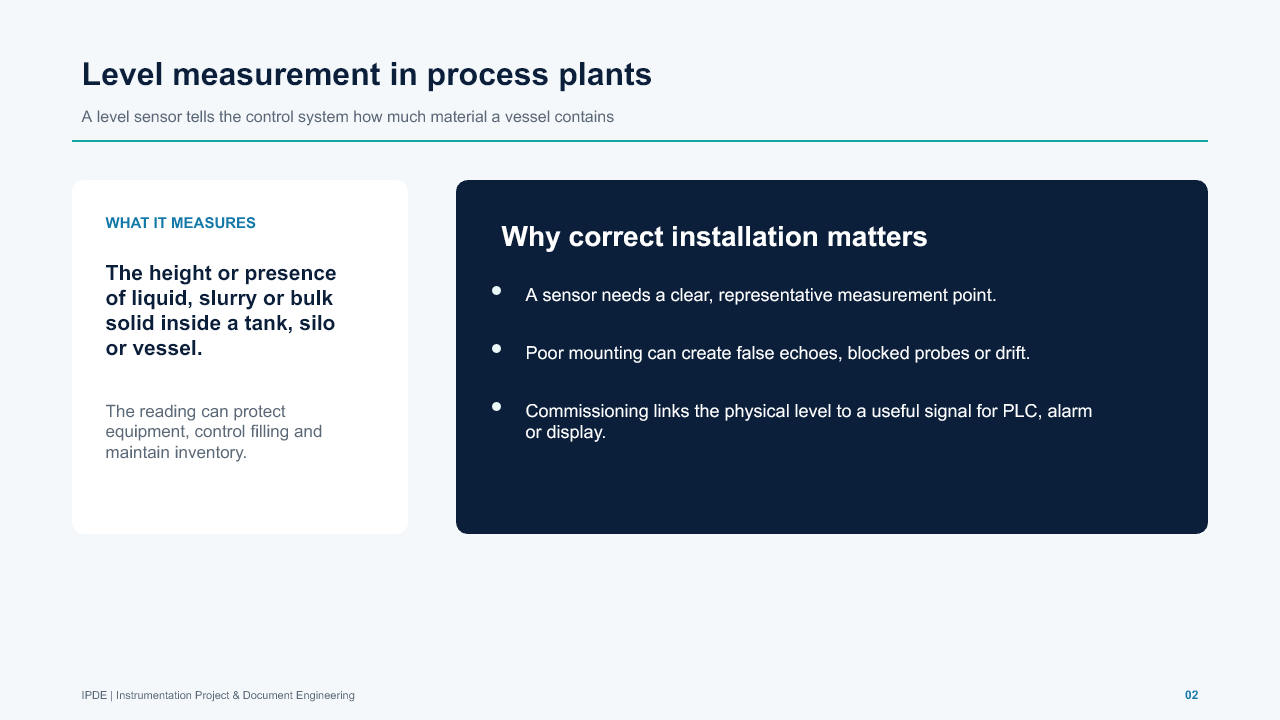 Level measurement in process plants
A level sensor tells the control system how much material a vessel contains
WHAT IT MEASURES
The height or presence
of liquid, slurry or bulk
solid inside a tank, silo
or vessel.
The reading can protect
equipment, control filling and
maintain inventory.
Why correct installation matters
A sensor needs a clear, representative measurement point.
Poor mounting can create false echoes, blocked probes or drift.
Commissioning links the physical level to a useful signal for PLC, alarm
or display.
IPDE | Instrumentation Project & Document Engineering
02